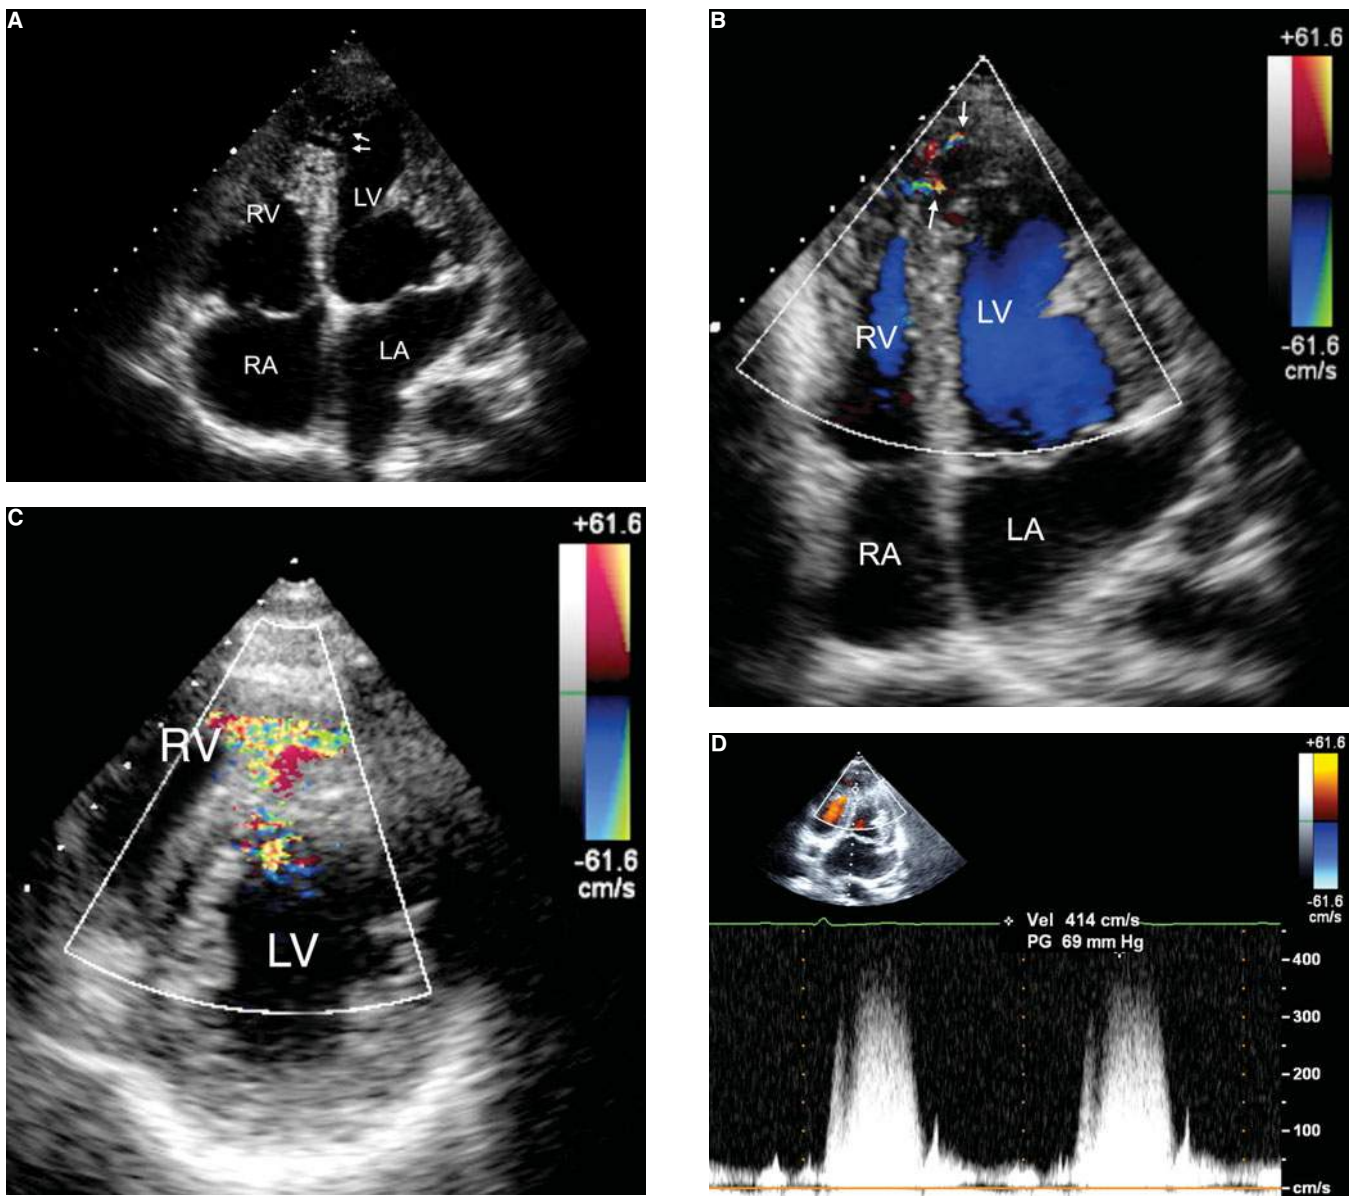 A
RV
LV
RA
LA
B
+61.6
-61.6
cm/s
RV
LV
RA
LA
C
+61.6
-61.6
cm/s
RV
LV
D
+61.6
-61.6
cm/s
Vel 414 cm/s
PG 69 mm Hg
400
300
200
100
cm/s